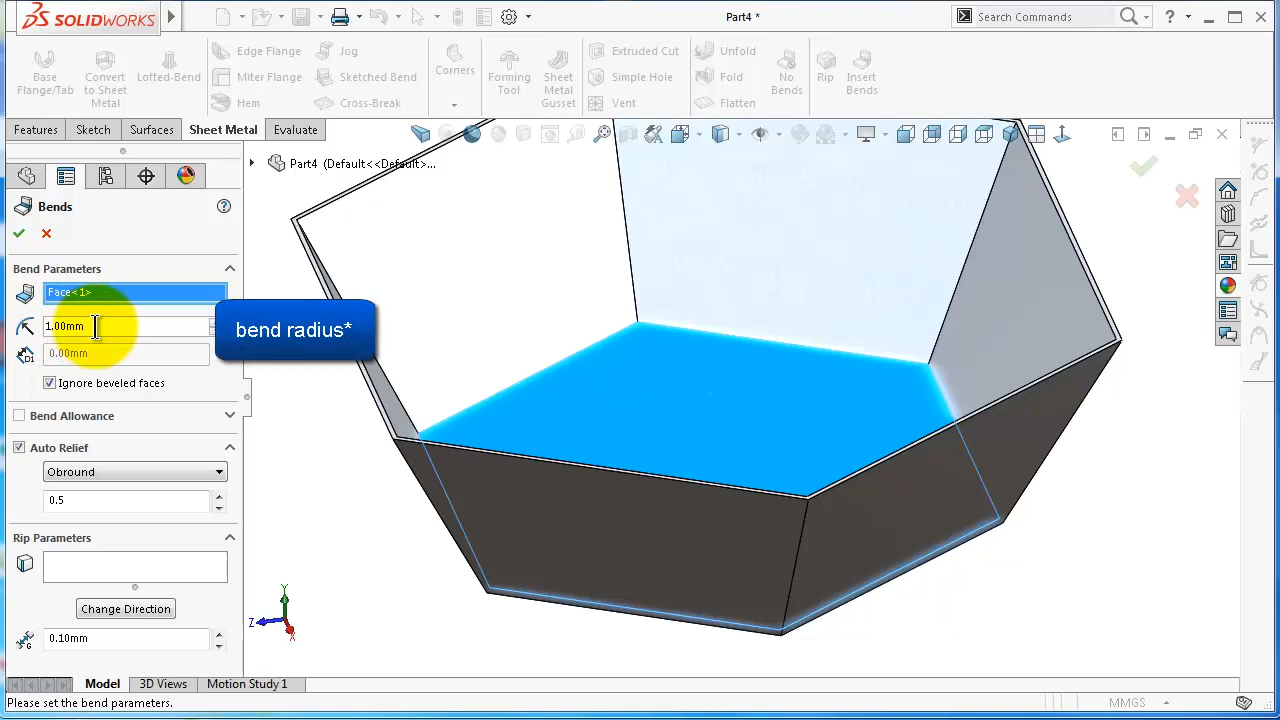 SOLIDWORKS
Part4 *
Search Commands
?
Base Flange/Tab
Convert to Sheet Metal
Lofted-Bend
Edge Flange
Miter Flange
Hem
Jog
Sketched Bend
Cross-Break
Corners
Forming Tool
Sheet Metal Gusset
Extruded Cut
Simple Hole
Vent
Unfold
Fold
Flatten
No Bends
Rip
Insert Bends
Features
Sketch
Surfaces
Sheet Metal
Evaluate
Part4 (Default<<Default>...
Bends
?
Bend Parameters
Face<1>
1.00mm
bend radius*
D1
0.00mm
Ignore beveled faces
Bend Allowance
Auto Relief
Obround
0.5
Rip Parameters
Change Direction
G
0.10mm
Y
Z
X
Model
3D Views
Motion Study 1
Please set the bend parameters.
MMGS